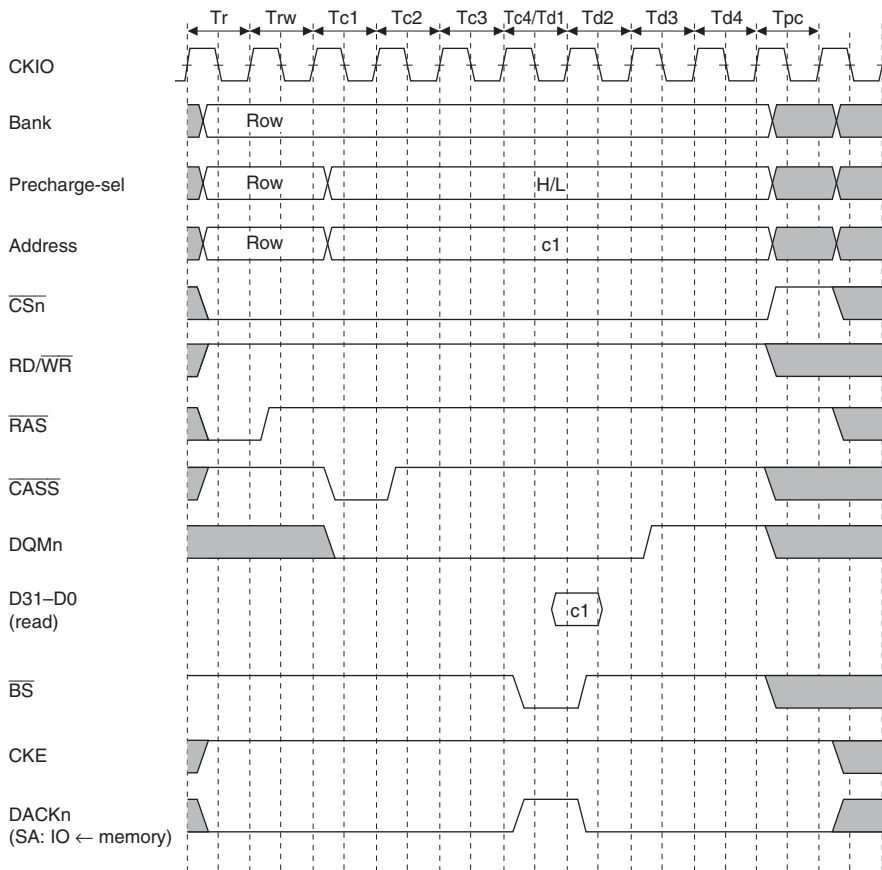 Tr Trw Tc1 Tc2 Tc3 Tc4/Td1 Td2 Td3 Td4 Tpc
CKIO
Bank Row
Precharge-sel Row H/L
Address Row c1
CSn
RD/WR
RAS
CASS
DQMn
D31–D0
(read) c1
BS
CKE
DACKn
(SA: IO ← memory)